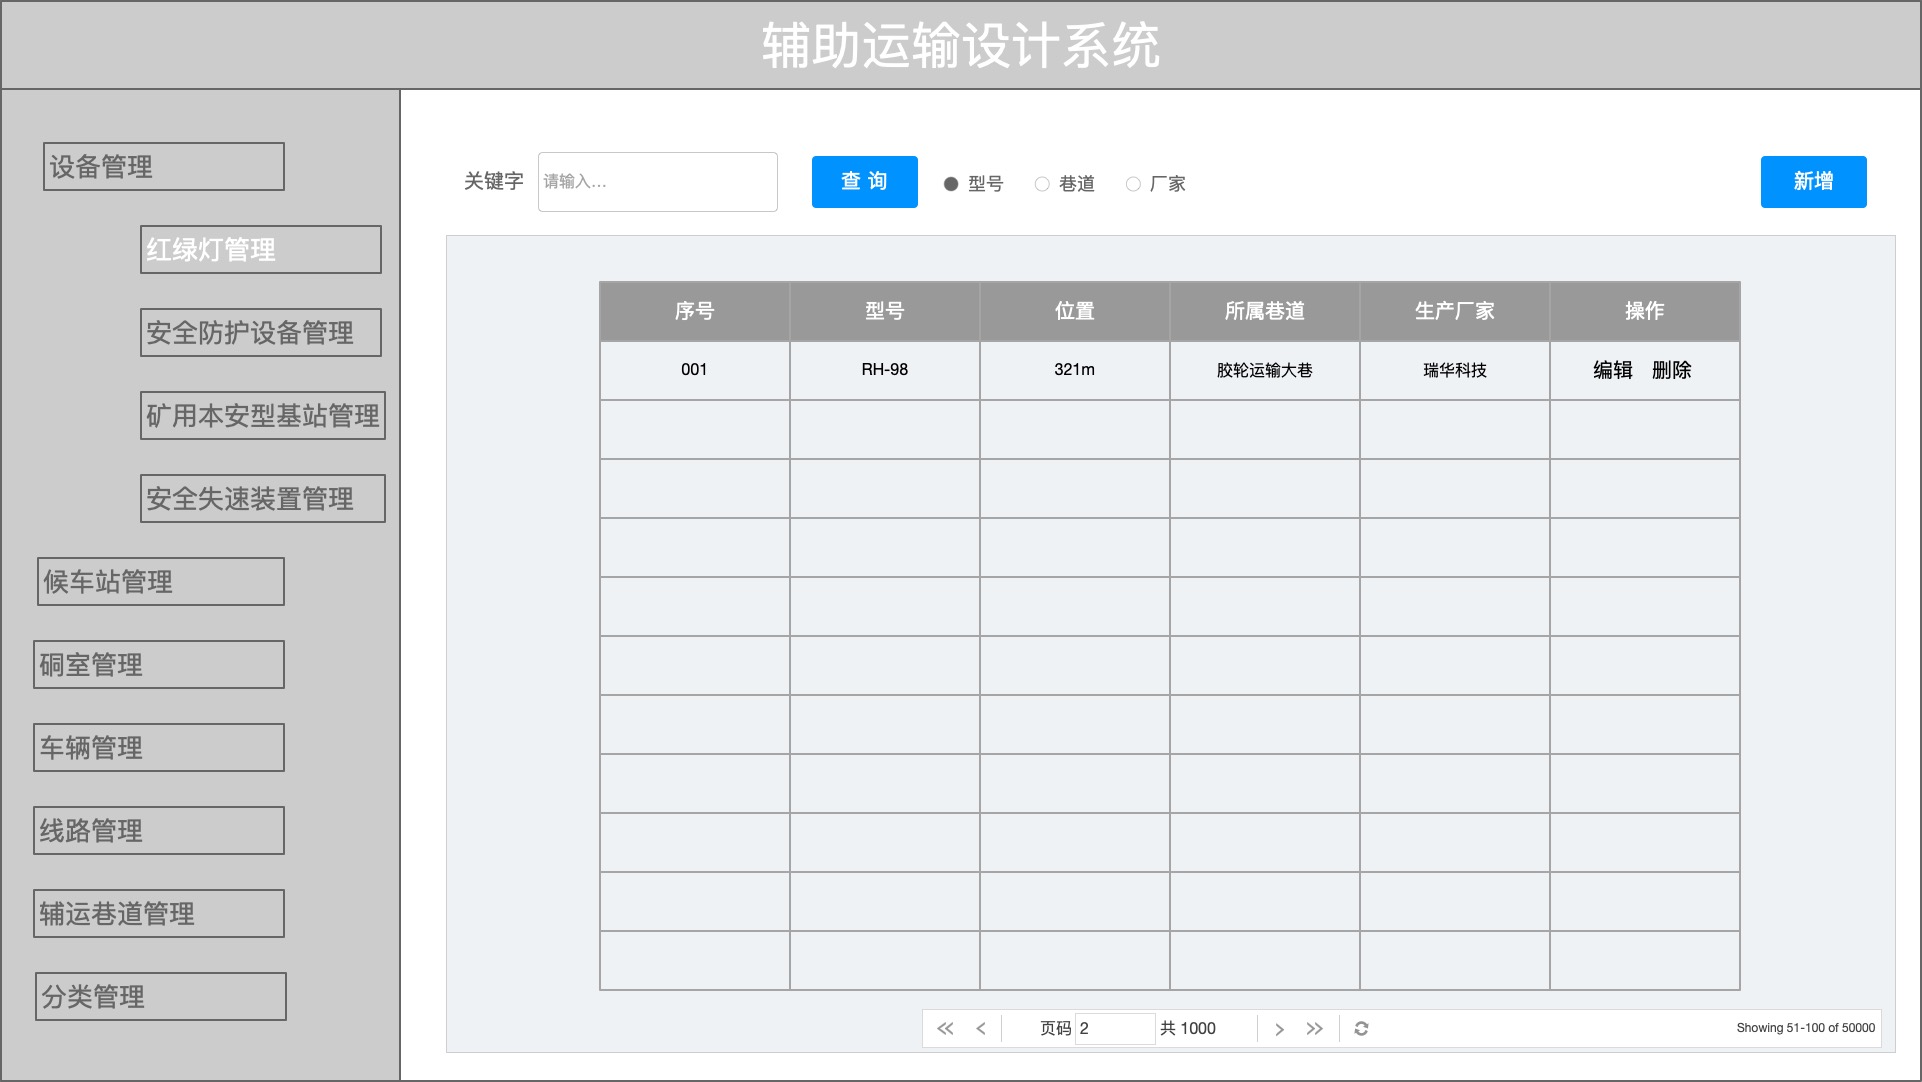 辅助运输设计系统
设备管理
红绿灯管理
安全防护设备管理
矿用本安型基站管理
安全失速装置管理
候车站管理
硐室管理
车辆管理
线路管理
辅运巷道管理
分类管理
关键字 请输入... 查 询 型号 巷道 厂家 新增
序号 型号 位置 所属巷道 生产厂家 操作
001 RH-98 321m 胶轮运输大巷 瑞华科技 编辑 删除
页码 2 共 1000 Showing 51-100 of 50000